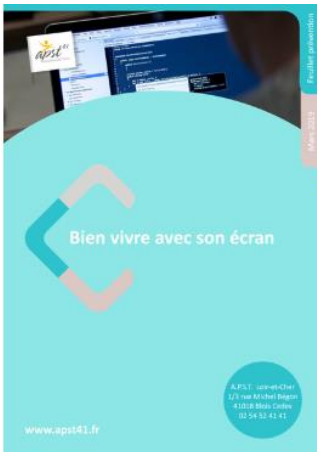 apst41
Feuillet prévention
Mars 2019
Bien vivre avec son écran
A.P.S.T. Loir-et-Cher
1/3 rue Michel Bégon
41018 Blois Cedex
02 54 52 41 41
www.apst41.fr